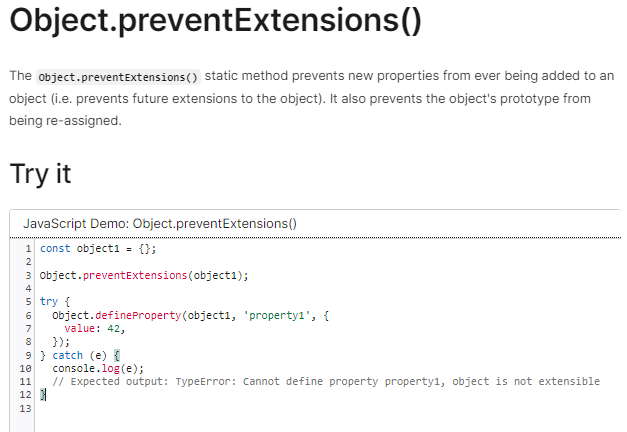 Object.preventExtensions()
The Object.preventExtensions() static method prevents new properties from ever being added to an
object (i.e. prevents future extensions to the object). It also prevents the object's prototype from
being re-assigned.
Try it
JavaScript Demo: Object.preventExtensions()
1 const object1 = {};
2
3 Object.preventExtensions(object1);
4
5 try {
6   Object.defineProperty(object1, 'property1', {
7     value: 42,
8   });
9 } catch (e) {
10   console.log(e);
11   // Expected output: TypeError: Cannot define property property1, object is not extensible
12 }
13